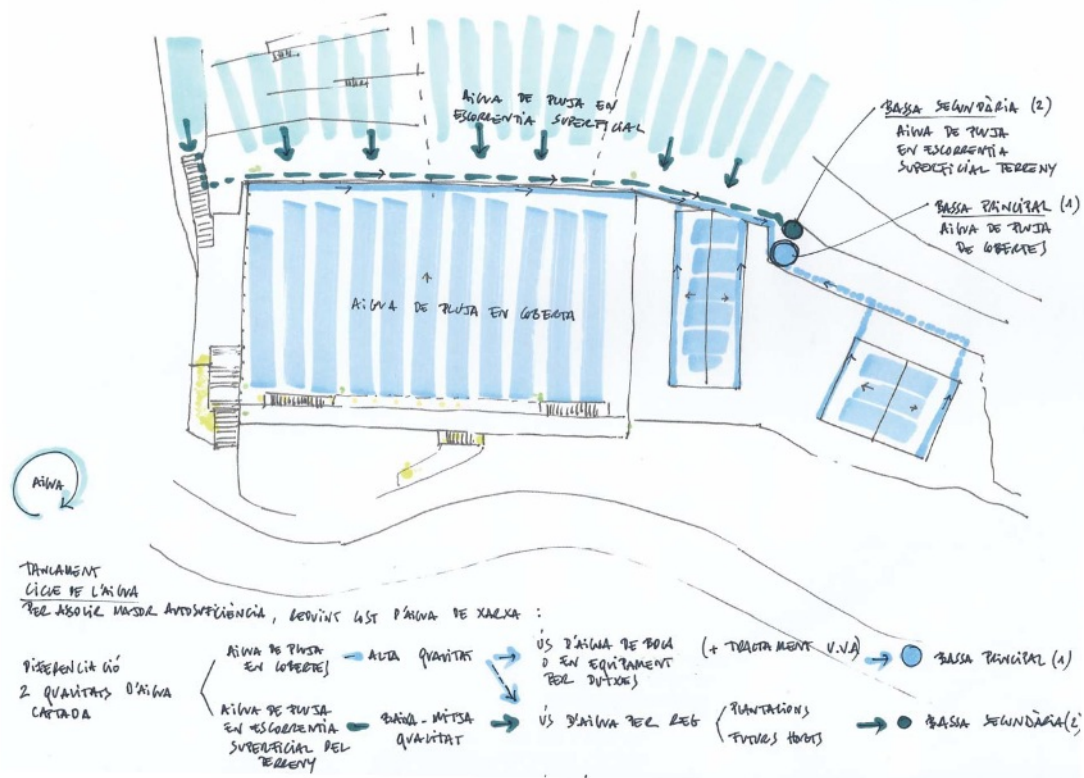 AIGUA DE PLUJA EN
ESCORRENTIA SUPERFICIAL
BASSA SECUNDÀRIA (2)
AIGUA DE PLUJA
EN ESCORRENTIA
SUPERFICIAL TERRENY
BASSA PRINCIPAL (1)
AIGUA DE PLUJA
DE COBERTES
AIGUA DE PLUJA EN COBERTA
AIGUA
TANCAMENT
CICLE DE L'AIGUA
PER ASSOLIR MAJOR AUTOSUFICIÈNCIA, REDUINT COST D'AIGUA DE XARXA :
DIFERENCIACIÓ
2 QUALITATS D'AIGUA
CAPTADA
AIGUA DE PLUJA
EN COBERTES
ALTA QUALITAT
ÚS D'AIGUA DE BOCA
O EN EQUIPAMENT
PER DUTXES
(+ TRACTAMENT U.V.A)
BASSA PRINCIPAL (1)
AIGUA DE PLUJA
EN ESCORRENTIA
SUPERFICIAL DEL
TERRENY
BAIXA-MITJA
QUALITAT
ÚS D'AIGUA PER REG
PLANTACIONS
FUTURS HORTS
BASSA SECUNDÀRIA (2)